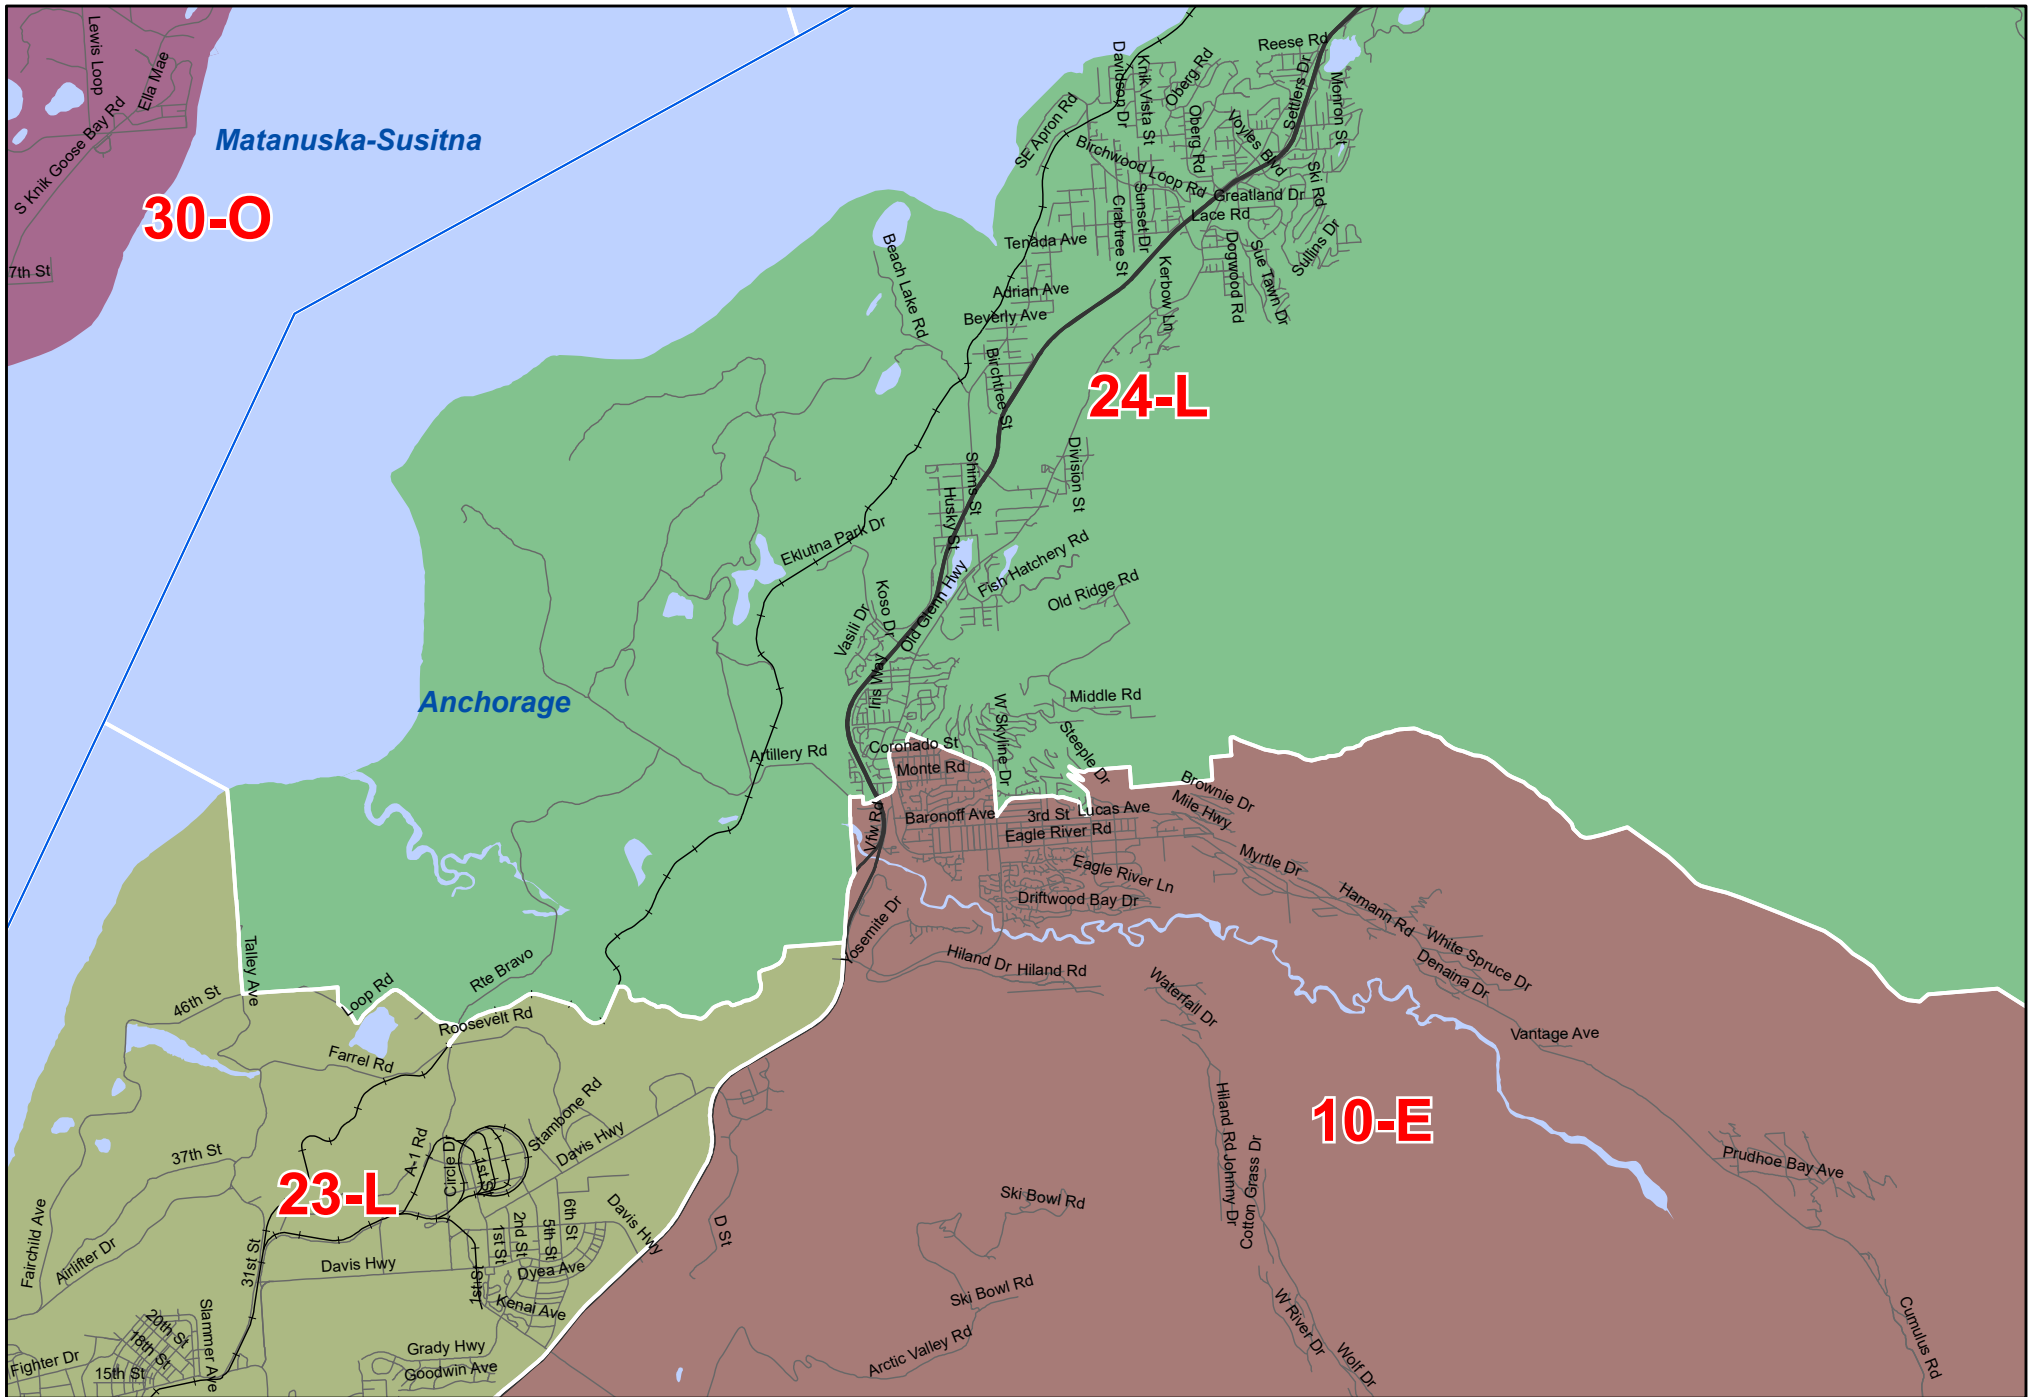 Lewis Loop
Ella Mae
S Knik Goose Bay Rd
7th St
Matanuska-Susitna
30-O
Reese Rd
Davidson Dr
Knik Vista St
Oberg Rd
Settlers Dr
Monron St
SE Apron Rd
Oberg Rd
Voyles Blvd
Birchwood Loop Rd
Ski Rd
Greatland Dr
Sunset Dr
Crabtree St
Lace Rd
Tenada Ave
Dogwood Rd
Sue Tawn Dr
Sullins Dr
Beach Lake Rd
Kerbow Ln
Adrian Ave
Beverly Ave
Birchtree St
24-L
Division St
Shims St
Husky St
Eklutna Park Dr
Fish Hatchery Rd
Old Ridge Rd
Koso Dr
Vasili Dr
Old Glenn Hwy
Iris Way
Anchorage
Middle Rd
W Skyline Dr
Steeple Dr
Coronado St
Artillery Rd
Monte Rd
Brownie Dr
Mile Hwy
Vfw Rd
Baronoff Ave
3rd St
Lucas Ave
Eagle River Rd
Myrtle Dr
Eagle River Ln
Driftwood Bay Dr
Hamann Rd
Yosemite Dr
White Spruce Dr
Denaina Dr
Hiland Dr
Hiland Rd
Talley Ave
Rte Bravo
Loop Rd
46th St
Waterfall Dr
Roosevelt Rd
Vantage Ave
Farrel Rd
10-E
Hiland Rd
Johnny Dr
Cotton Grass Dr
Stambone Rd
Davis Hwy
A-1 Rd
Circle Dr
1st St
37th St
23-L
Prudhoe Bay Ave
Ski Bowl Rd
Fairchild Ave
Airlifter Dr
31st St
Davis Hwy
1st St
2nd St
5th St
6th St
Davis Hwy
D St
Dyea Ave
1st St
Kenai Ave
Ski Bowl Rd
W River Dr
Wolf Dr
Cumulus Rd
20th St
18th St
Slammer Ave
Fighter Dr
15th St
Grady Hwy
Goodwin Ave
Arctic Valley Rd